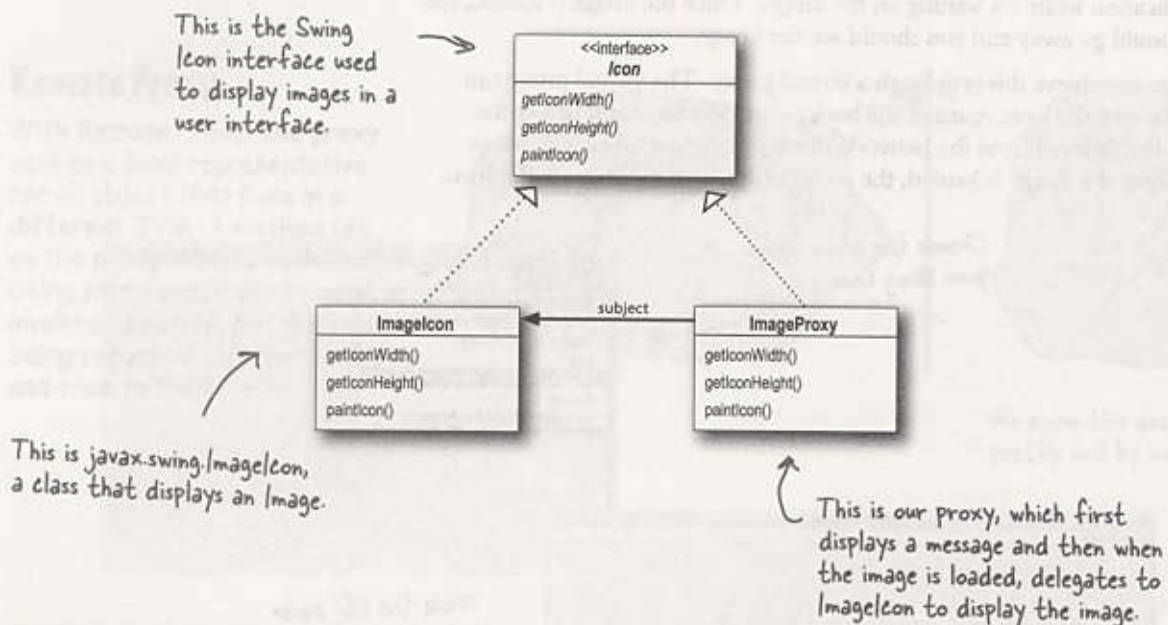 This is the Swing
Icon interface used
to display images in a
user interface.
<<interface>>
Icon
getIconWidth()
getIconHeight()
paintIcon()
subject
ImageIcon
getIconWidth()
getIconHeight()
paintIcon()
ImageProxy
getIconWidth()
getIconHeight()
paintIcon()
This is javax.swing.ImageIcon,
a class that displays an Image.
This is our proxy, which first
displays a message and then when
the image is loaded, delegates to
ImageIcon to display the image.